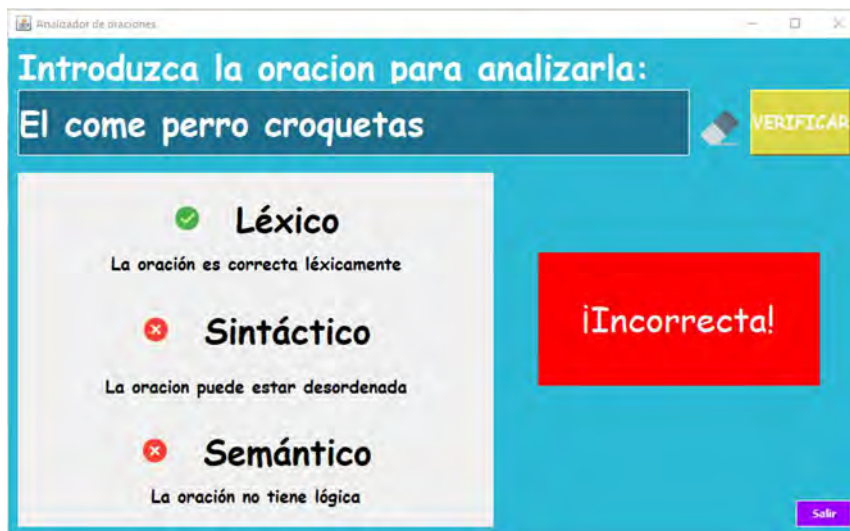 Analizador de oraciones
Introduzca la oracion para analizarla:
El come perro croquetas
VERIFICAR
Léxico
La oración es correcta léxicamente
Sintáctico
La oracion puede estar desordenada
Semántico
La oración no tiene lógica
¡Incorrecta!
Salir